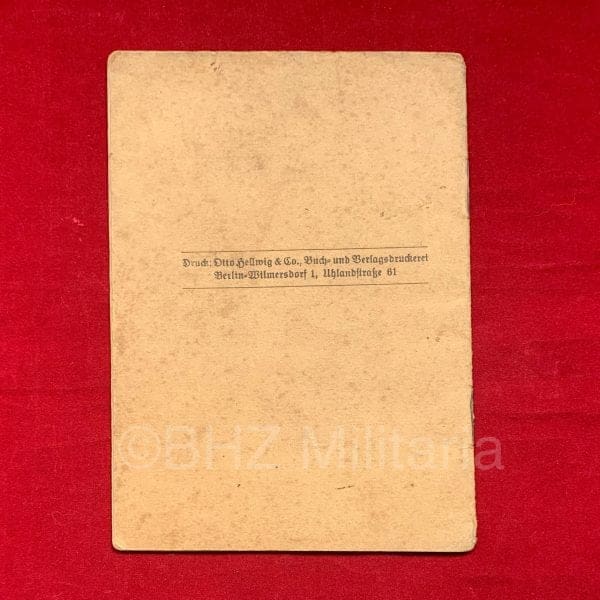 Druck: Otto Hellwig & Co., Buch- und Verlagsdruckerei
Berlin-Wilmersdorf 1, Uhlandstraße 61
©BHZ Militaria